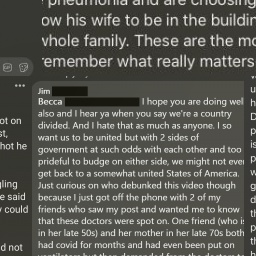 pneumonia and are choosing
ow his wife to be in the buildin
whole family. These are the mo
remember what really matters
Jim
Becca I hope you are doing well
also and I hear ya when you say we're a country
divided. And I hate that as much as anyone. I so
want us to be united but with 2 sides of
government at such odds with each other and too
prideful to budge on either side, we might not ever
get back to a somewhat united States of America.
Just curious on who debunked this video though
because I just got off the phone with 2 of my
friends who saw my post and wanted me to know
that these doctors were spot on. One friend (who is
in her late 50s) and her mother in her late 70s both
had covid for months and had even been put on
ot on
st,
hot he
gling
e said
could
d not